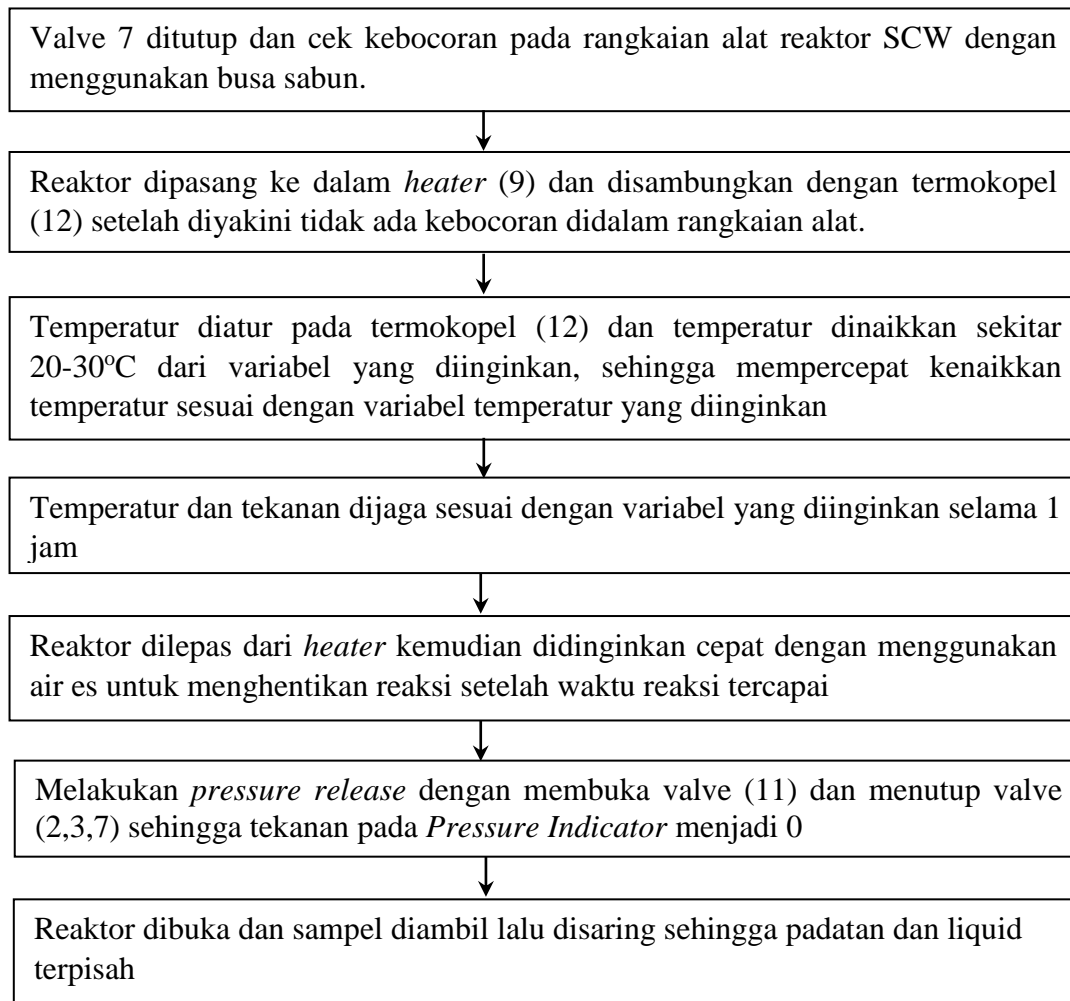 Valve 7 ditutup dan cek kebocoran pada rangkaian alat reaktor SCW dengan
menggunakan busa sabun.
Reaktor dipasang ke dalam heater (9) dan disambungkan dengan termokopel
(12) setelah diyakini tidak ada kebocoran didalam rangkaian alat.
Temperatur diatur pada termokopel (12) dan temperatur dinaikkan sekitar
20-30°C dari variabel yang diinginkan, sehingga mempercepat kenaikkan
temperatur sesuai dengan variabel temperatur yang diinginkan
Temperatur dan tekanan dijaga sesuai dengan variabel yang diinginkan selama 1
jam
Reaktor dilepas dari heater kemudian didinginkan cepat dengan menggunakan
air es untuk menghentikan reaksi setelah waktu reaksi tercapai
Melakukan pressure release dengan membuka valve (11) dan menutup valve
(2,3,7) sehingga tekanan pada Pressure Indicator menjadi 0
Reaktor dibuka dan sampel diambil lalu disaring sehingga padatan dan liquid
terpisah